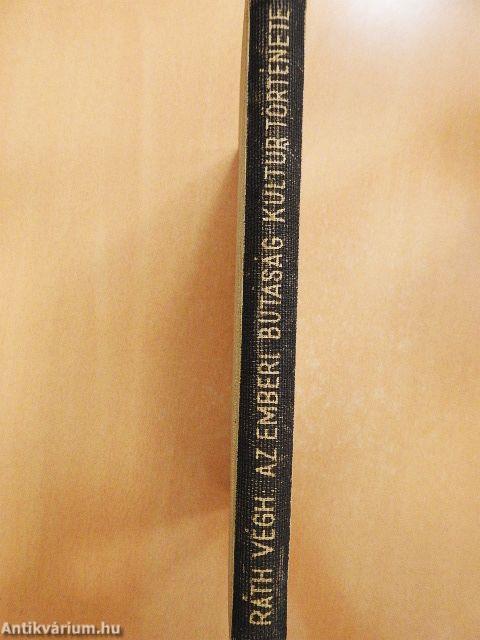 RÁTH VÉGH: AZ EMBERI BUTASÁG KULTURTÖRTÉNETE
Antikvárium.hu